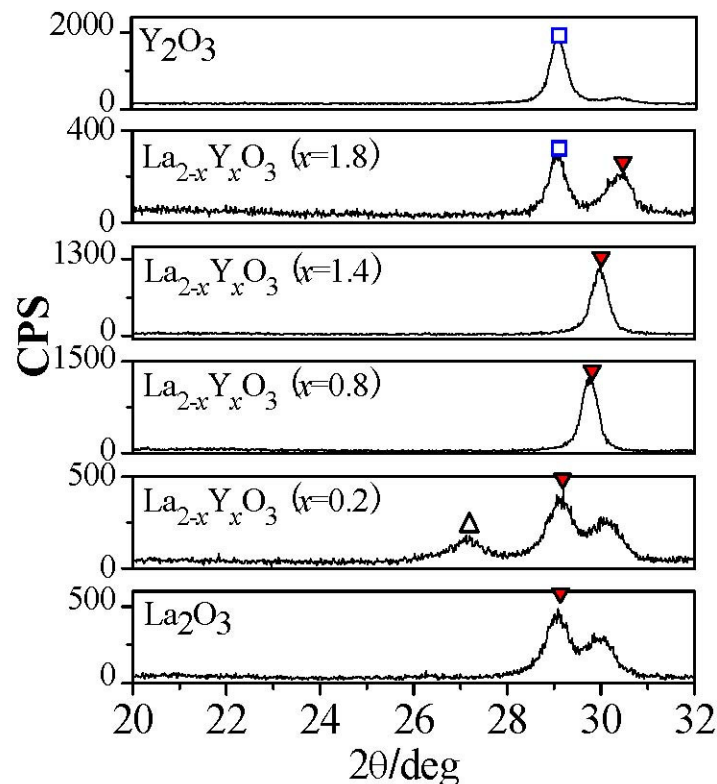 2000
0
Y₂O₃
400
200
0
La₂₋ₓYₓO₃ (x=1.8)
1300
0
La₂₋ₓYₓO₃ (x=1.4)
1500
0
La₂₋ₓYₓO₃ (x=0.8)
500
0
La₂₋ₓYₓO₃ (x=0.2)
500
0
La₂O₃
CPS
20 22 24 26 28 30 32
2θ/deg